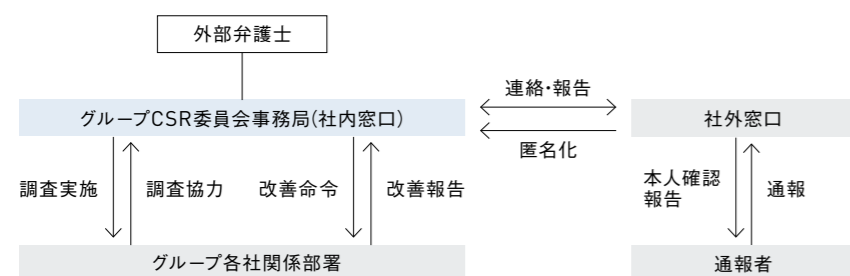 外部弁護士
連絡・報告
グループCSR委員会事務局(社内窓口)
社外窓口
匿名化
調査実施
調査協力
改善命令
改善報告
本人確認
報告
通報
グループ各社関係部署
通報者